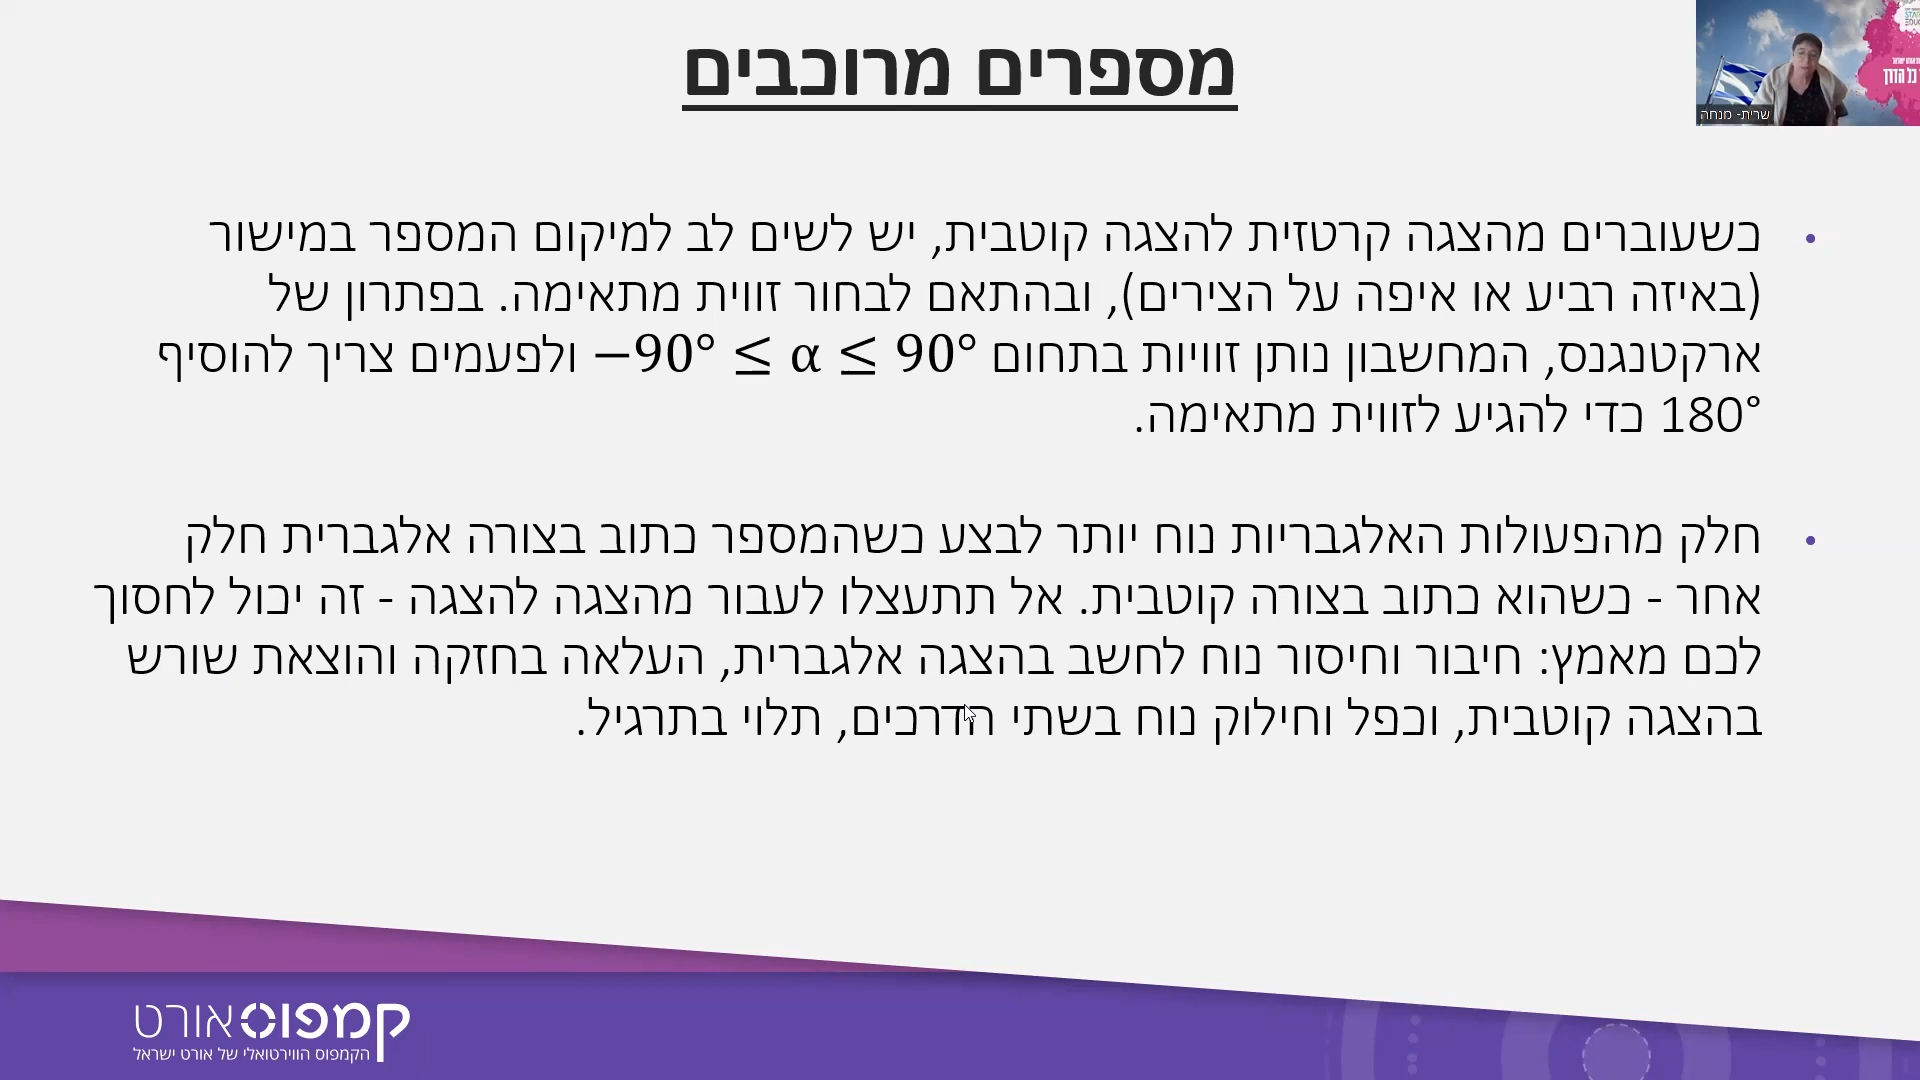 מספרים מרוכבים
כשעוברים מהצגה קרטזית להצגה קוטבית, יש לשים לב למיקום המספר במישור
(באיזה רביע או איפה על הצירים), ובהתאם לבחור זווית מתאימה. בפתרון של
ארקטנגנס, המחשבון נותן זוויות בתחום −90° ≤ α ≤ 90° ולפעמים צריך להוסיף
180° כדי להגיע לזווית מתאימה.
חלק מהפעולות האלגבריות נוח יותר לבצע כשהמספר כתוב בצורה אלגברית חלק
אחר - כשהוא כתוב בצורה קוטבית. אל תתעצלו לעבור מהצגה להצגה - זה יכול לחסוך
לכם מאמץ: חיבור וחיסור נוח לחשב בהצגה אלגברית, העלאה בחזקה והוצאת שורש
בהצגה קוטבית, וכפל וחילוק נוח בשתי הדרכים, תלוי בתרגיל.
שרית- מנחה
כל הדרך
קמפוסאורט
הקמפוס הווירטואלי של אורט ישראל